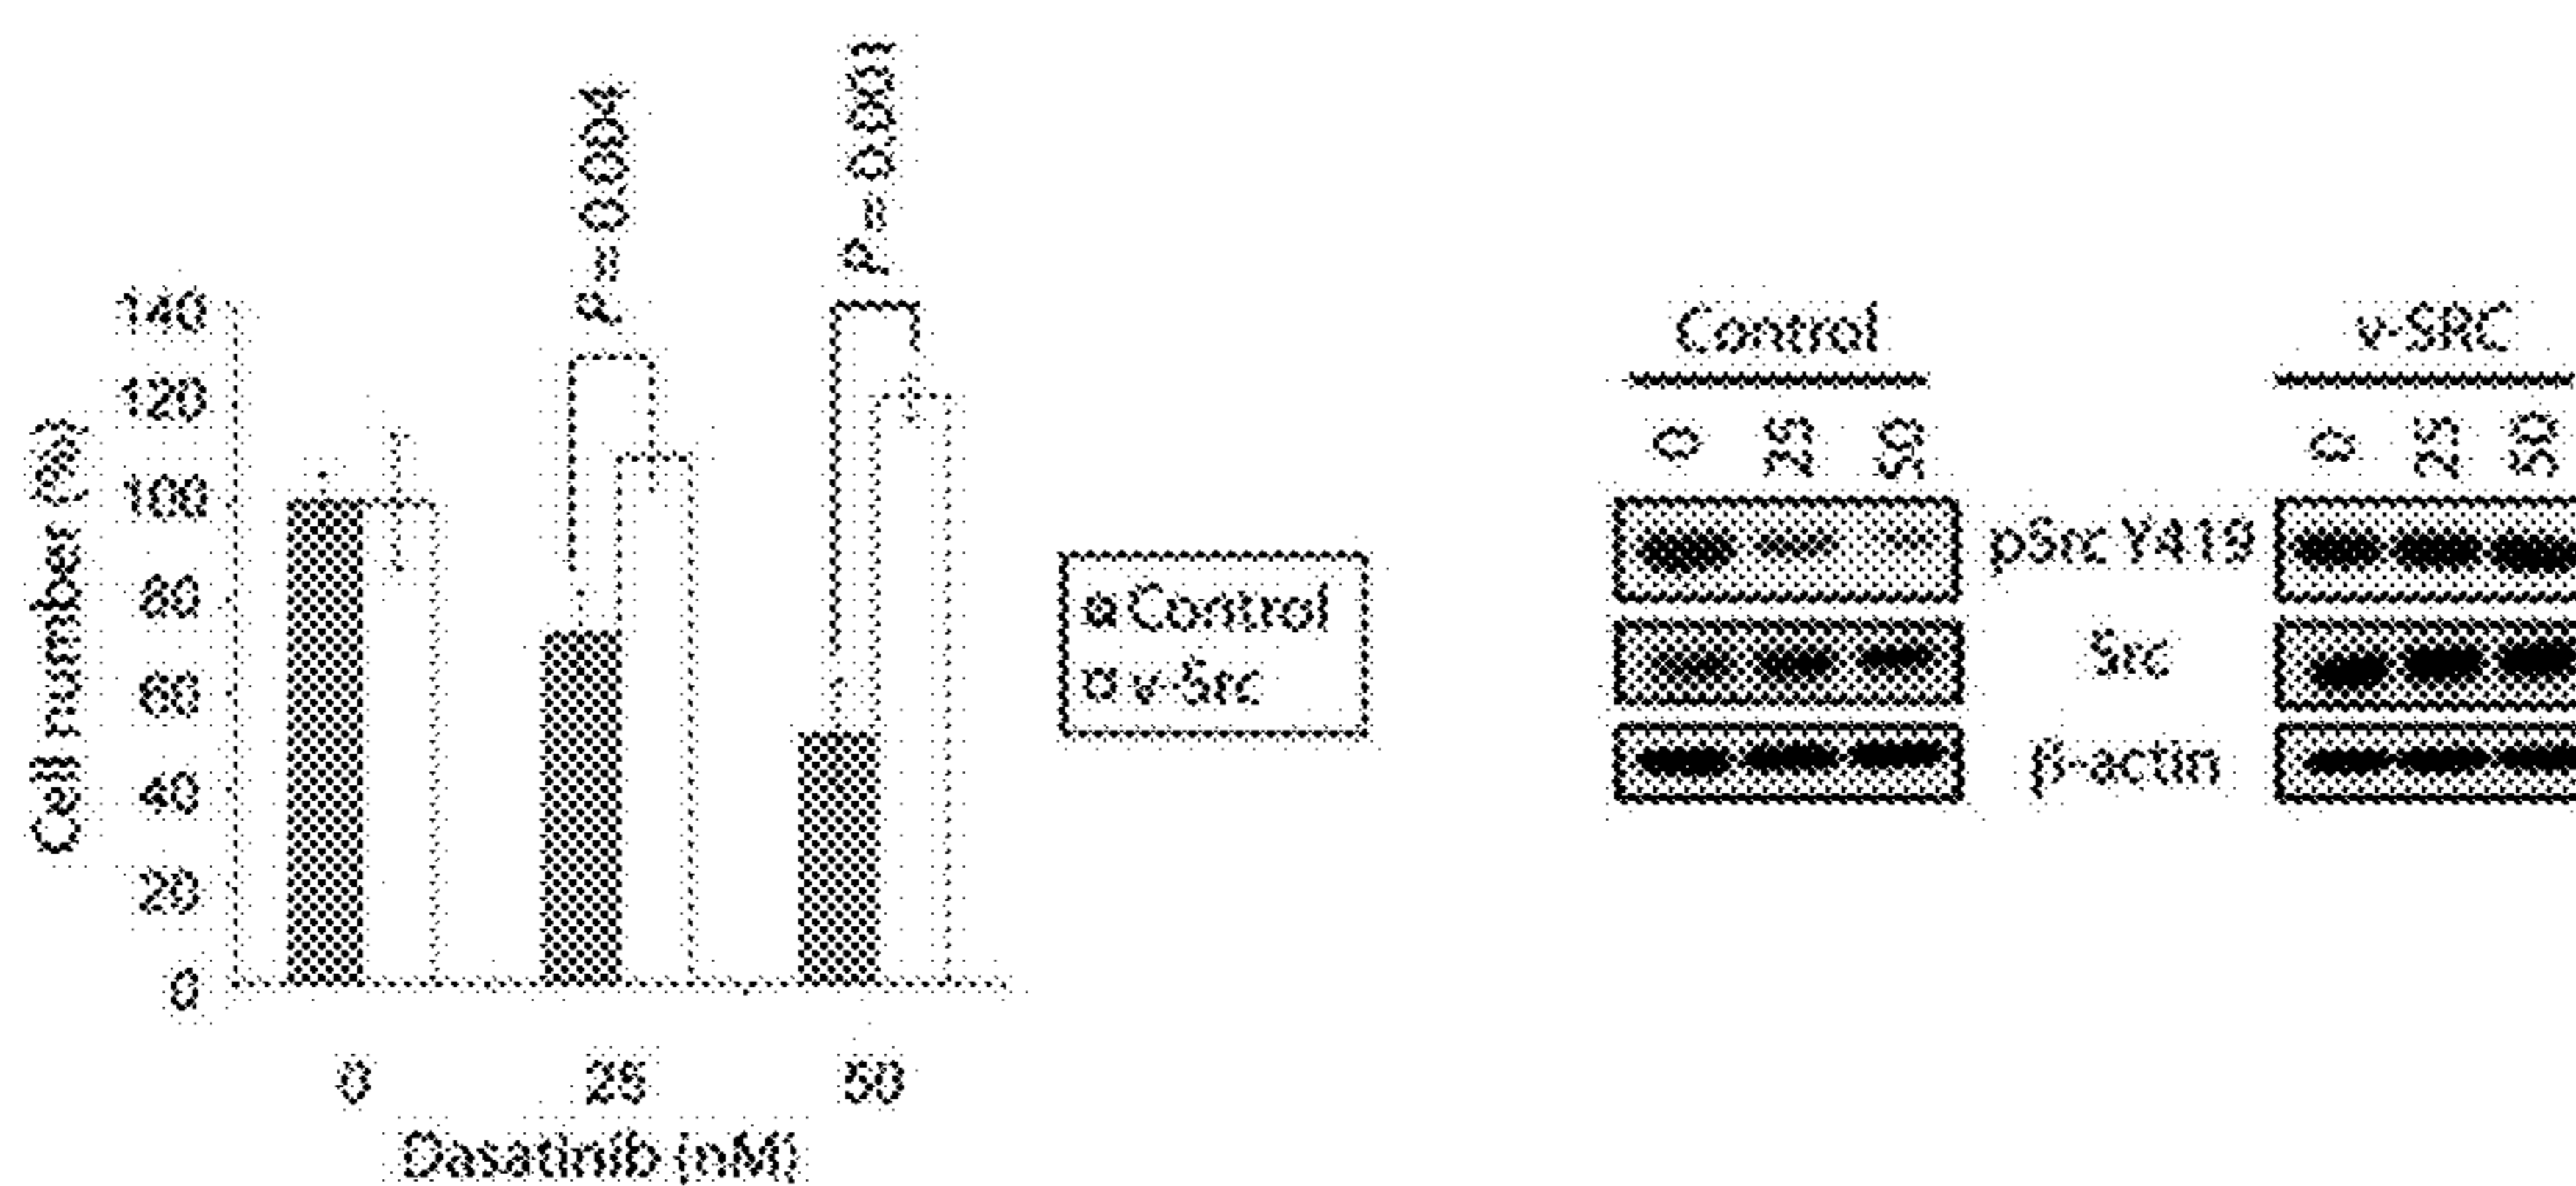 P = 0.004
P = 0.001
Cell number (%)
140
120
100
80
60
40
20
0
0 25 50
Dasatinib (nM)
Control
v-Src
Control v-SRC
0 25 50 0 25 50
pSrc Y419
Src
β-actin